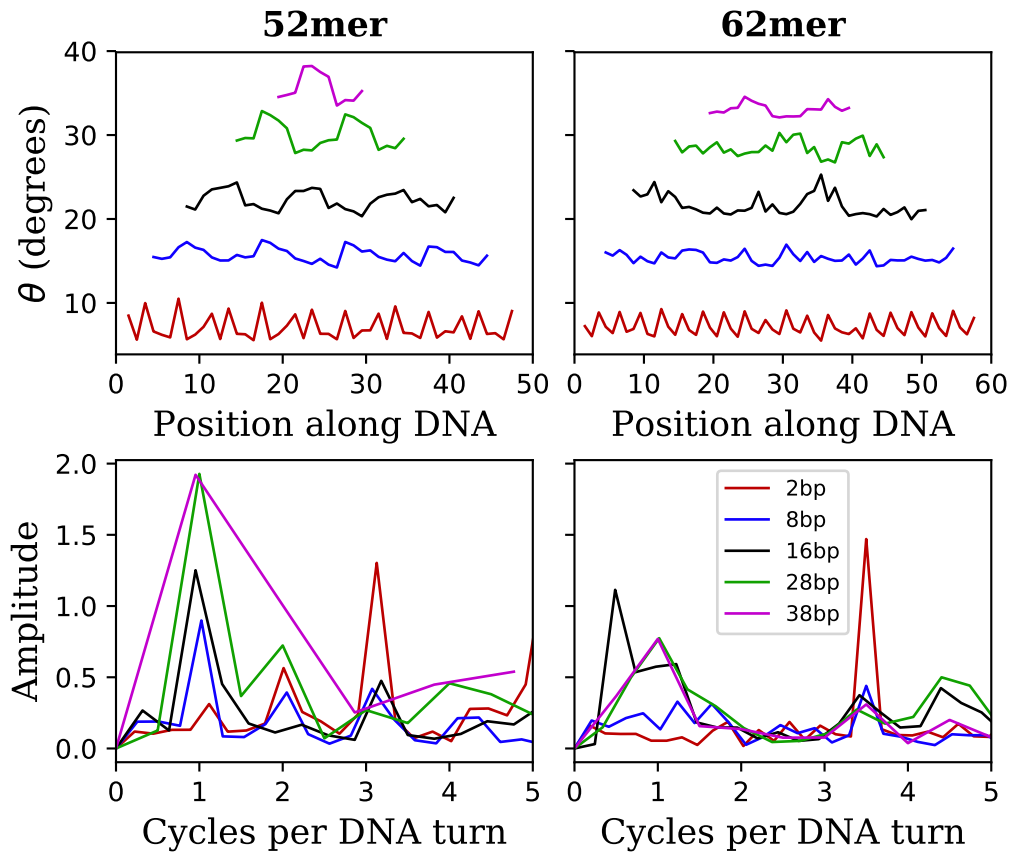 52mer
62mer
40
30
20
10
θ (degrees)
0 10 20 30 40 50
0 10 20 30 40 50 60
Position along DNA
Position along DNA
2.0
1.5
1.0
0.5
0.0
Amplitude
2bp
8bp
16bp
28bp
38bp
0 1 2 3 4 5
0 1 2 3 4 5
Cycles per DNA turn
Cycles per DNA turn